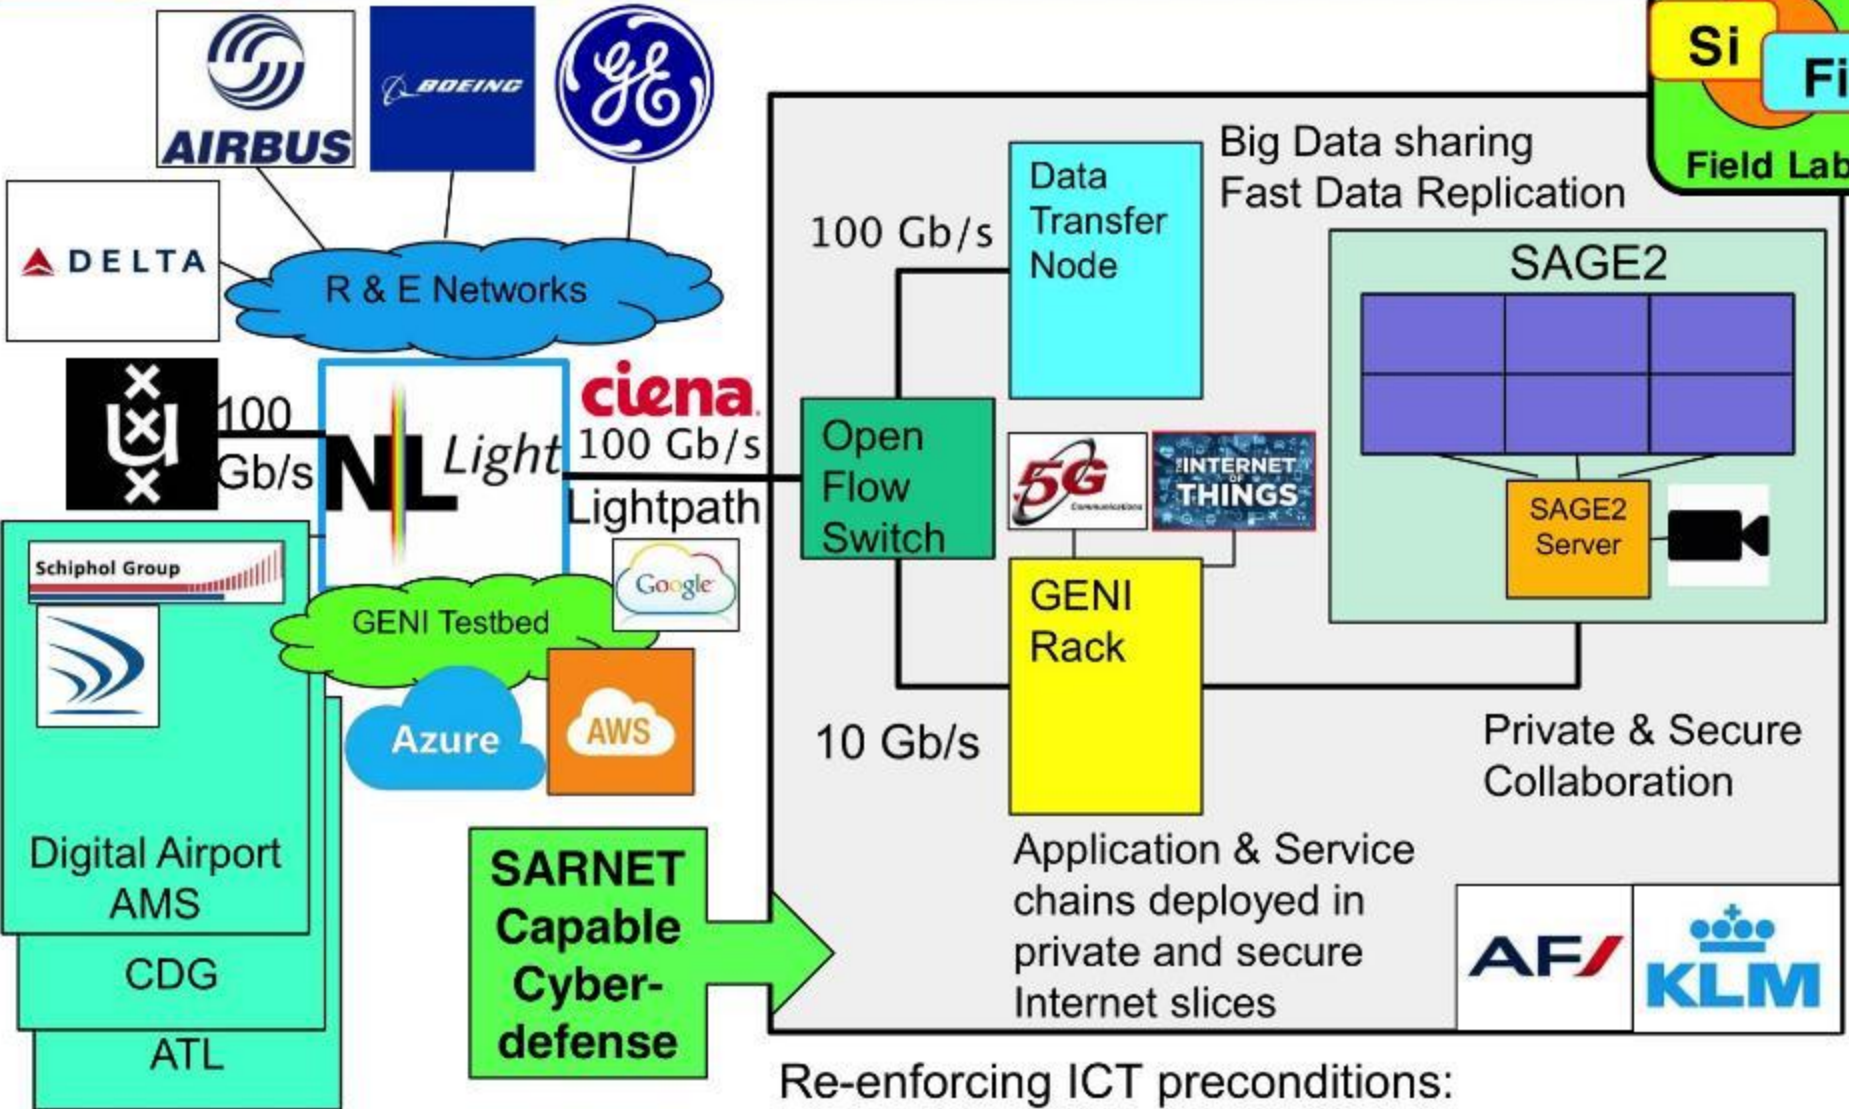 AIRBUS
BOEING
GE
DELTA
R & E Networks
100
Gb/s
NL Light
ciena
100 Gb/s
Lightpath
Schiphol Group
GENI Testbed
Google
Azure
AWS
Digital Airport
AMS
CDG
ATL
SARNET
Capable
Cyber-
defense
Si
Fi
Field Lab
Big Data sharing
Fast Data Replication
Data
Transfer
Node
100 Gb/s
Open
Flow
Switch
5G
Communications
INTERNET
OF
THINGS
GENI
Rack
10 Gb/s
SAGE2
SAGE2
Server
Private & Secure
Collaboration
Application & Service
chains deployed in
private and secure
Internet slices
AF
KLM
Re-enforcing ICT preconditions: